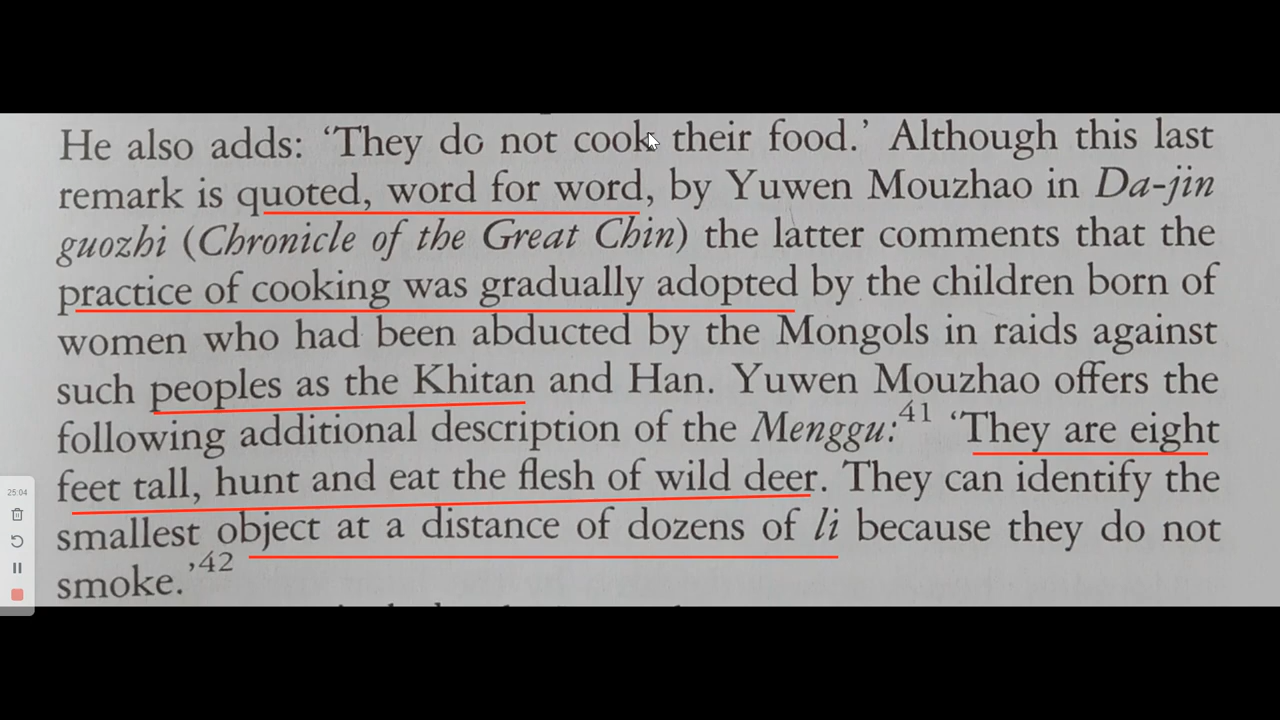 He also adds: ‘They do not cook their food.’ Although this last
remark is quoted, word for word, by Yuwen Mouzhao in Da-jin
guozhi (Chronicle of the Great Chin) the latter comments that the
practice of cooking was gradually adopted by the children born of
women who had been abducted by the Mongols in raids against
such peoples as the Khitan and Han. Yuwen Mouzhao offers the
following additional description of the Menggu:41 ‘They are eight
feet tall, hunt and eat the flesh of wild deer. They can identify the
smallest object at a distance of dozens of li because they do not
smoke.’42
25:04